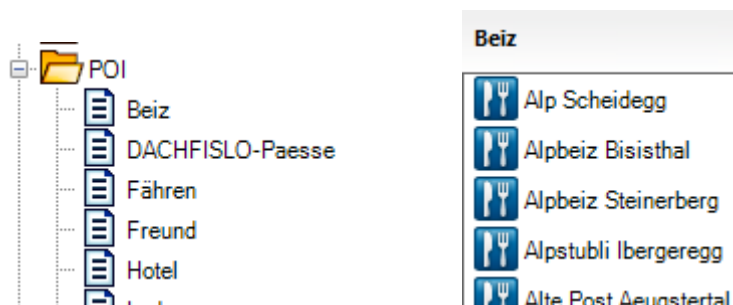 POI
Beiz
DACHFISLO-Paesse
Fähren
Freund
Hotel
Beiz
Alp Scheidegg
Alpbeiz Bisisthal
Alpbeiz Steinerberg
Alpstubli Ibergeregg
Alte Post Aeugstertal